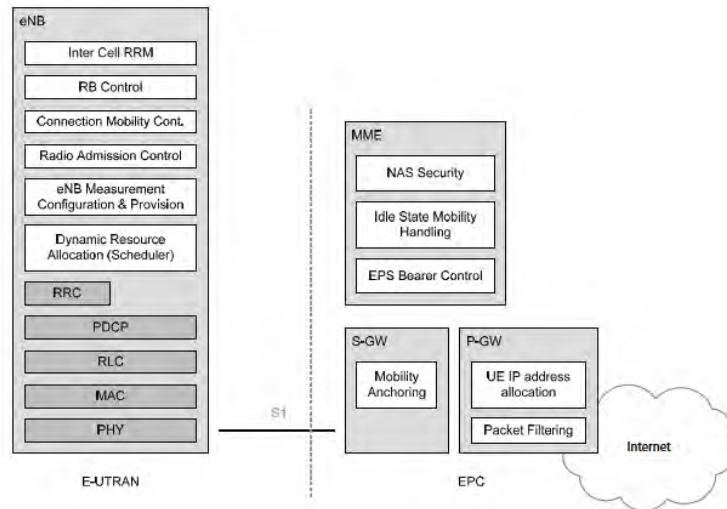 eNB
Inter Cell RRM
RB Control
Connection Mobility Cont.
Radio Admission Control
eNB Measurement
Configuration & Provision
Dynamic Resource
Allocation (Scheduler)
RRC
PDCP
RLC
MAC
PHY
S1
MME
NAS Security
Idle State Mobility
Handling
EPS Bearer Control
S-GW
Mobility
Anchoring
P-GW
UE IP address
allocation
Packet Filtering
Internet
E-UTRAN
EPC